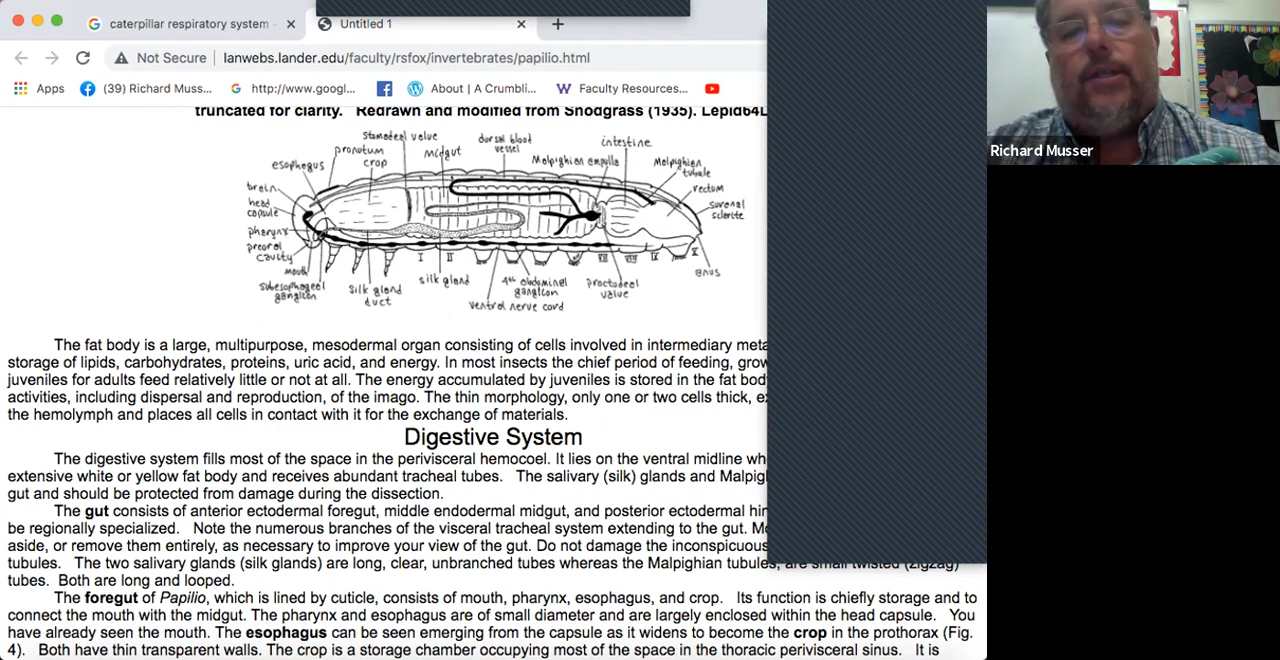 caterpillar respiratory system -
Untitled 1
Not Secure
lanwebs.lander.edu/faculty/rsfox/invertebrates/papilio.html
Apps
(39) Richard Muss...
http://www.googl...
About | A Crumbli...
Faculty Resources...
Richard Musser
truncated for clarity. Redrawn and modified from Snodgrass (1935). Lepid64L
stomodeal valve
dorsal blood vessel
intestine
pronotum
crop
midgut
Malpighian ampulla
Malpighian tubule
esophagus
brain
rectum
head capsule
suranal sclerite
pharynx
preoral cavity
mouth
anus
I II VII VIII IX X
subesophageal ganglion
silk gland duct
silk gland
4th abdominal ganglion
proctodeal valve
ventral nerve cord
The fat body is a large, multipurpose, mesodermal organ consisting of cells involved in intermediary meta
storage of lipids, carbohydrates, proteins, uric acid, and energy. In most insects the chief period of feeding, grow
juveniles for adults feed relatively little or not at all. The energy accumulated by juveniles is stored in the fat bod
activities, including dispersal and reproduction, of the imago. The thin morphology, only one or two cells thick, ex
the hemolymph and places all cells in contact with it for the exchange of materials.
Digestive System
The digestive system fills most of the space in the perivisceral hemocoel. It lies on the ventral midline wh
extensive white or yellow fat body and receives abundant tracheal tubes. The salivary (silk) glands and Malpig
gut and should be protected from damage during the dissection.
The gut consists of anterior ectodermal foregut, middle endodermal midgut, and posterior ectodermal hin
be regionally specialized. Note the numerous branches of the visceral tracheal system extending to the gut. Mo
aside, or remove them entirely, as necessary to improve your view of the gut. Do not damage the inconspicuous
tubules. The two salivary glands (silk glands) are long, clear, unbranched tubes whereas the Malpighian tubules, are small twisted (zigzag)
tubes. Both are long and looped.
The foregut of Papilio, which is lined by cuticle, consists of mouth, pharynx, esophagus, and crop. Its function is chiefly storage and to
connect the mouth with the midgut. The pharynx and esophagus are of small diameter and are largely enclosed within the head capsule. You
have already seen the mouth. The esophagus can be seen emerging from the capsule as it widens to become the crop in the prothorax (Fig.
4). Both have thin transparent walls. The crop is a storage chamber occupying most of the space in the thoracic perivisceral sinus. It is